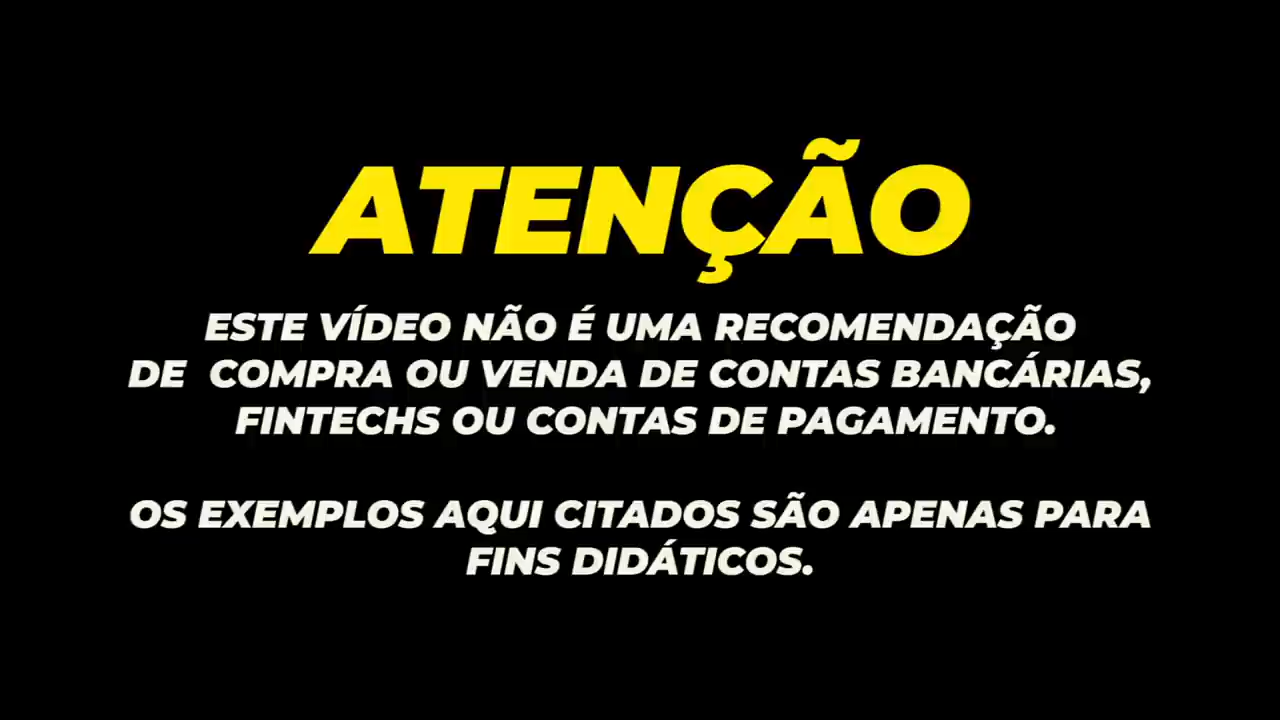 ATENÇÃO
ESTE VÍDEO NÃO É UMA RECOMENDAÇÃO
DE COMPRA OU VENDA DE CONTAS BANCÁRIAS,
FINTECHS OU CONTAS DE PAGAMENTO.
OS EXEMPLOS AQUI CITADOS SÃO APENAS PARA
FINS DIDÁTICOS.